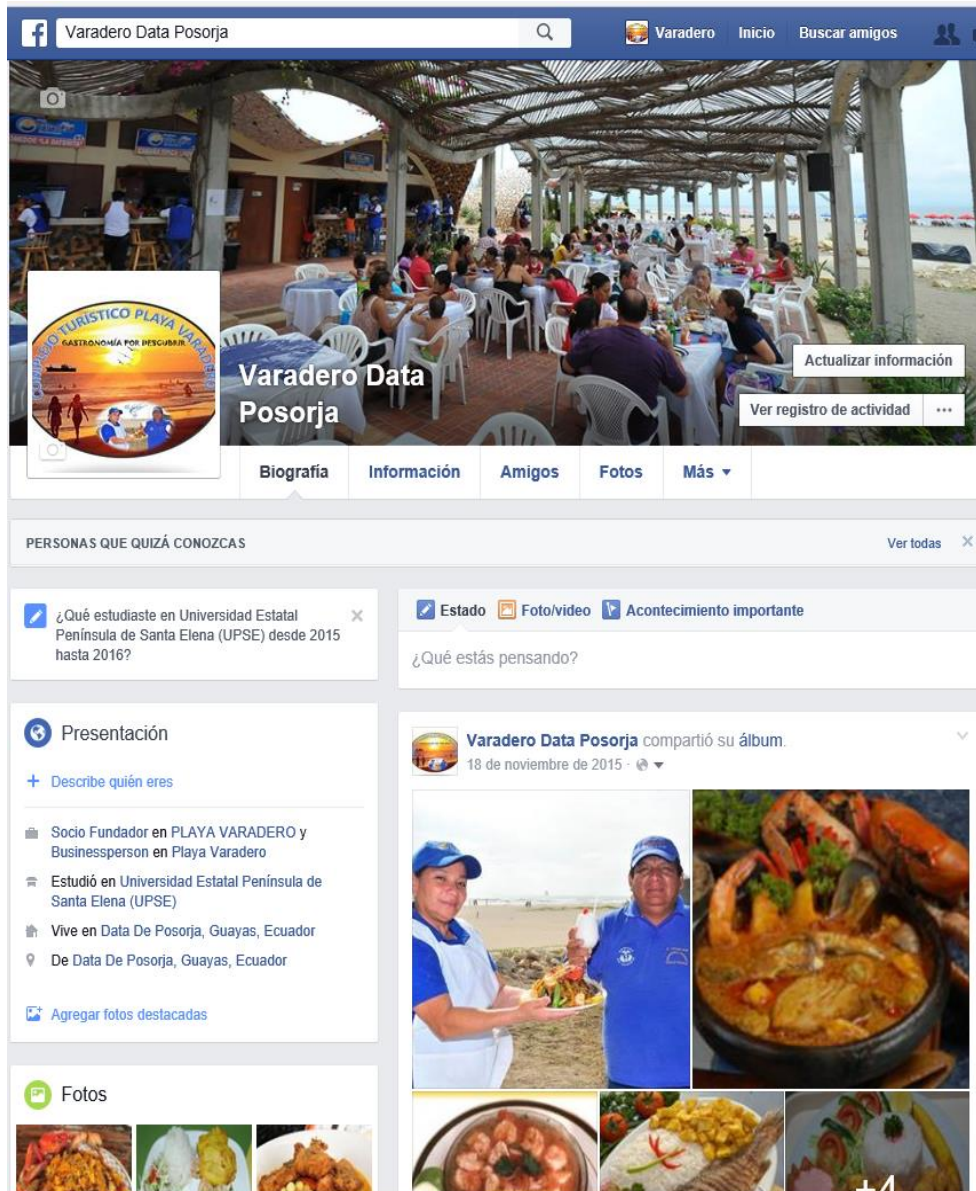 Varadero Data Posorja
Varadero
Inicio
Buscar amigos
COMPLEJO TURÍSTICO PLAYA VARADERO
GASTRONOMÍA POR DESCUBRIR
Varadero Data
Posorja
Actualizar información
Ver registro de actividad
Biografía
Información
Amigos
Fotos
Más
PERSONAS QUE QUIZÁ CONOZCAS
Ver todas
¿Qué estudiaste en Universidad Estatal
Península de Santa Elena (UPSE) desde 2015
hasta 2016?
Estado
Foto/video
Acontecimiento importante
¿Qué estás pensando?
Presentación
+ Describe quién eres
Socio Fundador en PLAYA VARADERO y
Businessperson en Playa Varadero
Estudió en Universidad Estatal Península de
Santa Elena (UPSE)
Vive en Data De Posorja, Guayas, Ecuador
De Data De Posorja, Guayas, Ecuador
Agregar fotos destacadas
Fotos
Varadero Data Posorja compartió su álbum.
18 de noviembre de 2015 ·
+4